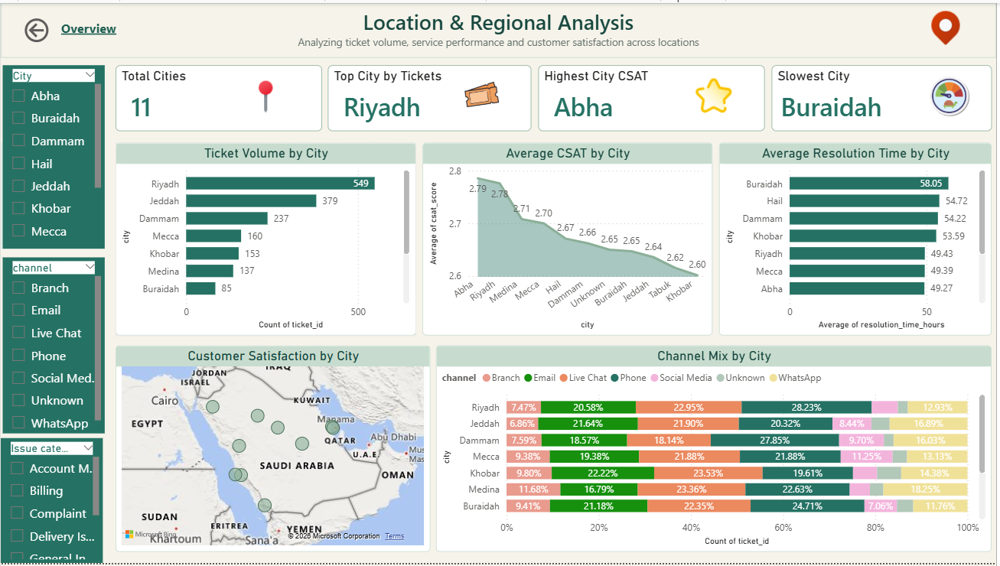 Overview
Location & Regional Analysis
Analyzing ticket volume, service performance and customer satisfaction across locations
City
Abha
Buraidah
Dammam
Hail
Jeddah
Khobar
Mecca
channel
Branch
Email
Live Chat
Phone
Social Med.
Unknown
WhatsApp
Issue cate...
Account M.
Billing
Complaint
Delivery Is...
General In
Total Cities
11
Top City by Tickets
Riyadh
Highest City CSAT
Abha
Slowest City
Buraidah
Ticket Volume by City
city
Riyadh 549
Jeddah 379
Dammam 237
Mecca 160
Khobar 153
Medina 137
Buraidah 85
0 500
Count of ticket_id
Average CSAT by City
Average of csat_score
2.8
2.7
2.6
2.79 2.78 2.71 2.70 2.67 2.66 2.65 2.65 2.64 2.62 2.60
Abha Riyadh Medina Mecca Hail Dammam Unknown Buraidah Jeddah Tabuk Khobar
city
Average Resolution Time by City
city
Buraidah 58.05
Hail 54.72
Dammam 54.22
Khobar 53.59
Riyadh 49.43
Mecca 49.39
Abha 49.27
0 50
Average of resolution_time_hours
Customer Satisfaction by City
IRAQ
JORDAN
ISRAEL
Cairo
KUWAIT
EGYPT
Manama
QATAR
Abu Dhabi
U.A.E.
Mus
Mas
SAUDI ARABIA
OMAN
SUDAN
ERITREA
YEMEN
Microsoft Bing
Khartoum
Sana'a
© 2026 Microsoft Corporation Terms
Channel Mix by City
channel Branch Email Live Chat Phone Social Media Unknown WhatsApp
city
Riyadh 7.47% 20.58% 22.95% 28.23% 12.93%
Jeddah 6.86% 21.64% 21.90% 20.32% 8.44% 16.89%
Dammam 7.59% 18.57% 18.14% 27.85% 9.70% 16.03%
Mecca 9.38% 19.38% 21.88% 21.88% 11.25% 13.13%
Khobar 9.80% 22.22% 23.53% 19.61% 14.38%
Medina 11.68% 16.79% 23.36% 22.63% 18.25%
Buraidah 9.41% 21.18% 22.35% 24.71% 7.06% 11.76%
0% 20% 40% 60% 80% 100%
Count of ticket_id